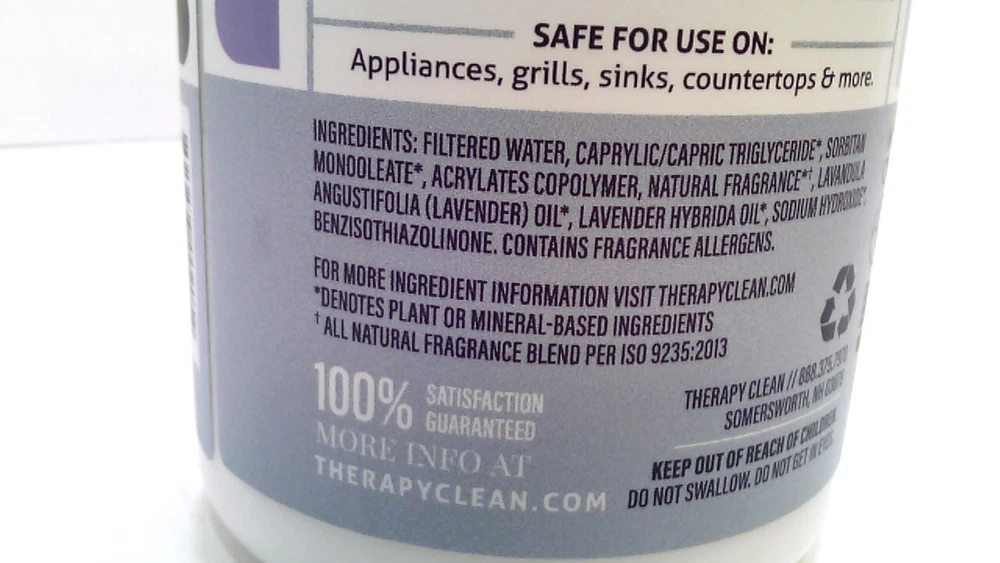 SAFE FOR USE ON:
Appliances, grills, sinks, countertops & more.
INGREDIENTS: FILTERED WATER, CAPRYLIC/CAPRIC TRIGLYCERIDE*, SORBITAN
MONOOLEATE*, ACRYLATES COPOLYMER, NATURAL FRAGRANCE*†, LAVANDULA
ANGUSTIFOLIA (LAVENDER) OIL*, LAVENDER HYBRIDA OIL*, SODIUM HYDROXIDE*,
BENZISOTHIAZOLINONE. CONTAINS FRAGRANCE ALLERGENS.
FOR MORE INGREDIENT INFORMATION VISIT THERAPYCLEAN.COM
*DENOTES PLANT OR MINERAL-BASED INGREDIENTS
† ALL NATURAL FRAGRANCE BLEND PER ISO 9235:2013
100% SATISFACTION
GUARANTEED
MORE INFO AT
THERAPYCLEAN.COM
THERAPY CLEAN // 888.375.7970
SOMERSWORTH, NH 03878
KEEP OUT OF REACH OF CHILDREN.
DO NOT SWALLOW. DO NOT GET IN EYES.